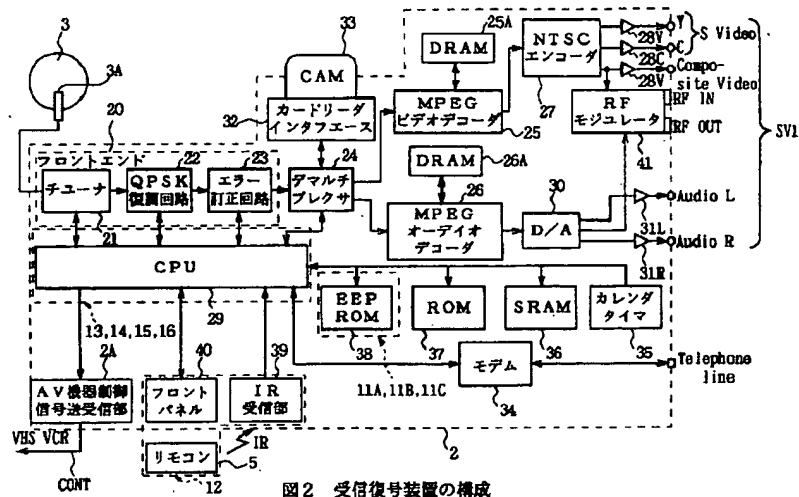 3
3A
33
CAM
25A
DRAM
NTSC
エンコーダ
27
Y
C
S Video
28V
28C
28V
Compo-
site Video
RF
モジュレータ
41
RF IN
RF OUT
SV1
32
カードリーダ
インタフエース
MPEG
ビデオデコーダ
25
DRAM
26A
20
フロントエンド
チユーナ
21
22
QPSK
復調回路
23
エラー
訂正回路
24
デマルチ
プレクサ
26
MPEG
オーデイオ
デコーダ
30
D/A
Audio L
31L
Audio R
31R
CPU
29
13,14,15,16
EEP
ROM
38
ROM
37
SRAM
36
カレンダ
タイマ
35
2A
40
39
11A,11B,11C
モデム
34
Telephone
line
AV機器制御
信号送受信部
フロント
パネル
IR
受信部
VHS VCR
CONT
リモコン
5
12
IR
2
図2 受信復号装置の構成